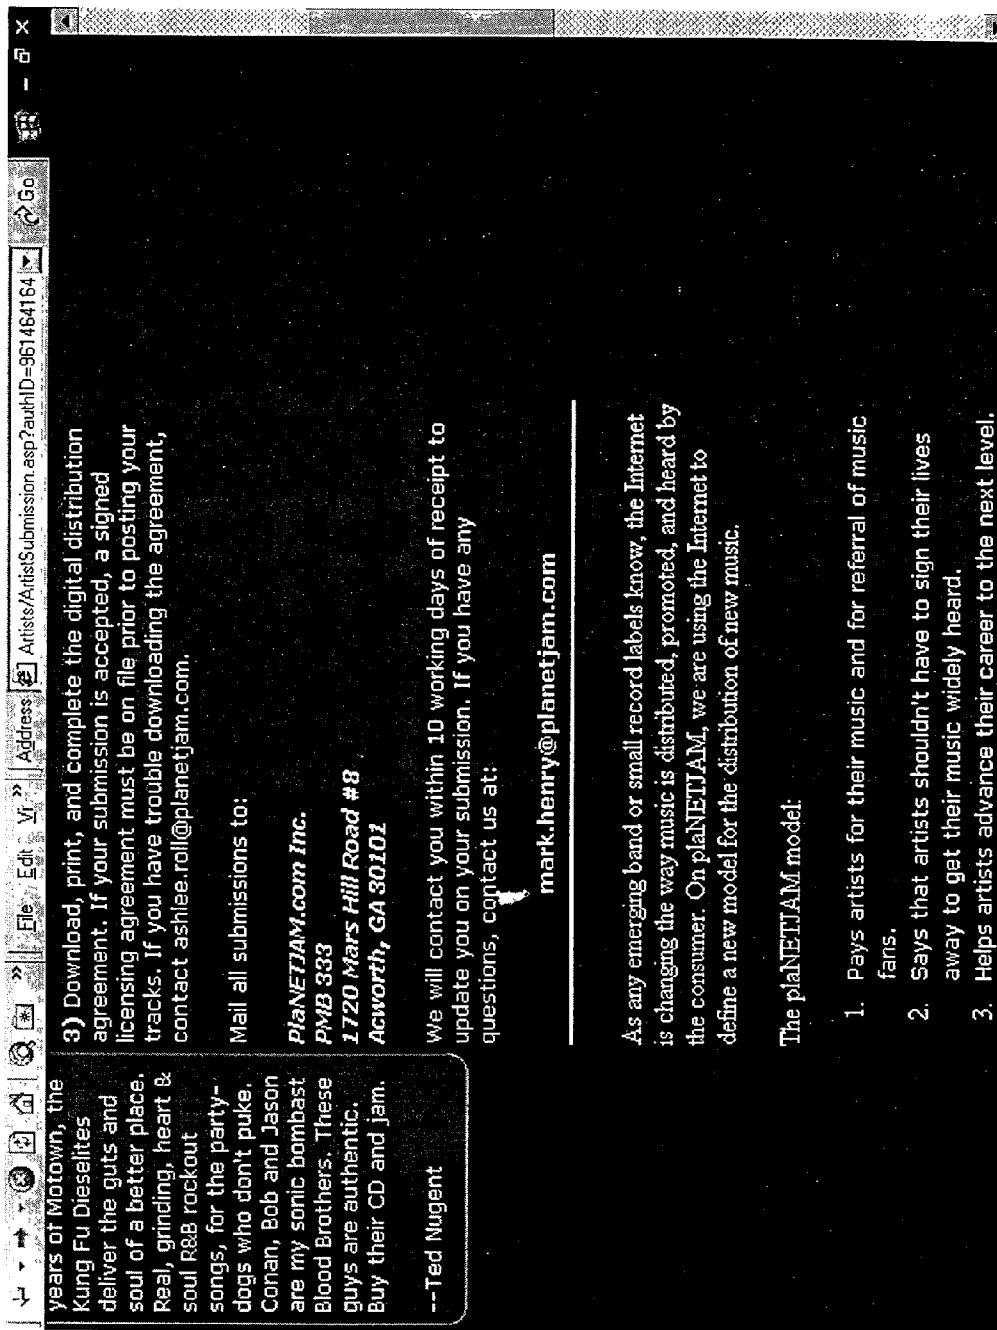 File Edit Vi » Address Artists/ArtistSubmission.asp?authID=961464164 Go
years of Motown, the
Kung Fu Dieselites
deliver the guts and
soul of a better place.
Real, grinding, heart &
soul R&B rockout
songs, for the party-
dogs who don't puke.
Conan, Bob and Jason
are my sonic bombast
Blood Brothers. These
guys are authentic.
Buy their CD and jam.
--Ted Nugent
3) Download, print, and complete the digital distribution
agreement. If your submission is accepted, a signed
licensing agreement must be on file prior to posting your
tracks. If you have trouble downloading the agreement,
contact ashlee.roll@planetjam.com.
Mail all submissions to:
PlaNETJAM.com Inc.
PMB 333
1720 Mars Hill Road #8
Acworth, GA 30101
We will contact you within 10 working days of receipt to
update you on your submission. If you have any
questions, contact us at:
mark.henry@planetjam.com
As any emerging band or small record labels know, the Internet
is changing the way music is distributed, promoted, and heard by
the consumer. On plaNETJAM, we are using the Internet to
define a new model for the distribution of new music.
The plaNETJAM model:
1. Pays artists for their music and for referral of music
fans.
2. Says that artists shouldn't have to sign their lives
away to get their music widely heard.
3. Helps artists advance their career to the next level.